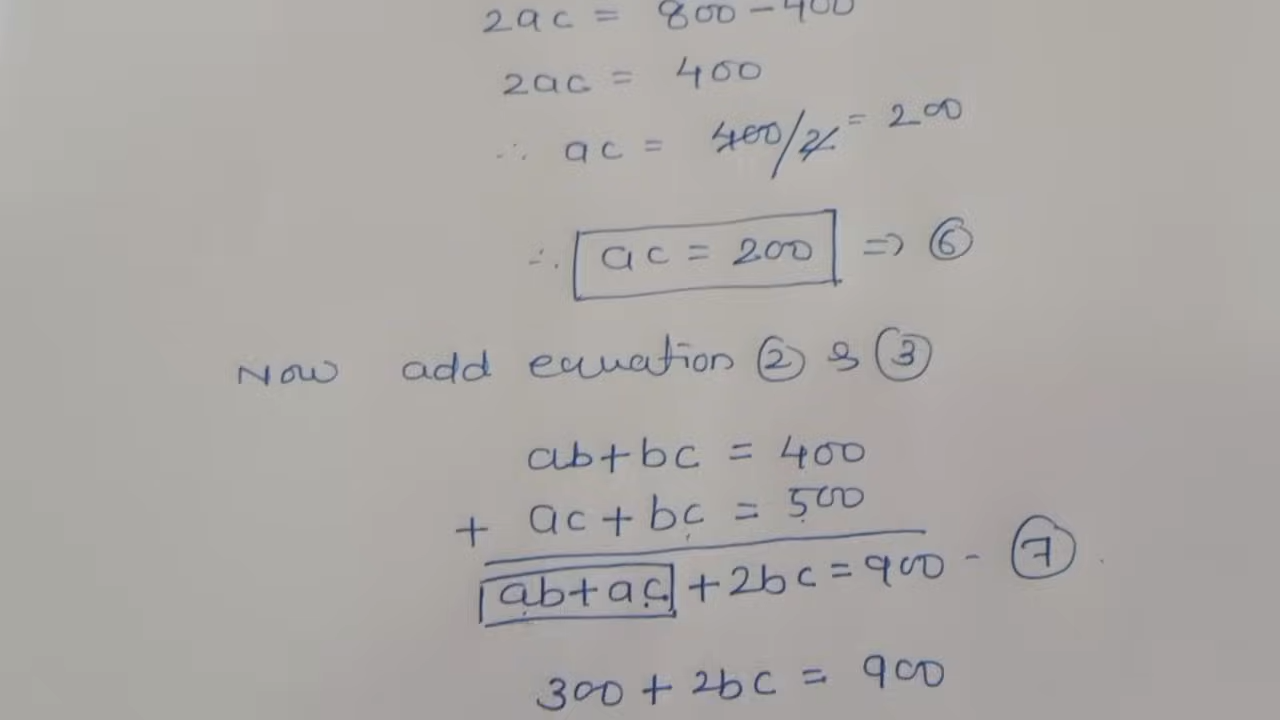 2ac = 800 - 400
2ac = 400
∴ ac = 400/2 = 200
∴ ac = 200 ⇒ ⑥
Now add equation ② & ③
ab+bc = 400
+ ac + bc = 500
ab+ac + 2bc = 900 - ⑦
300 + 2bc = 900